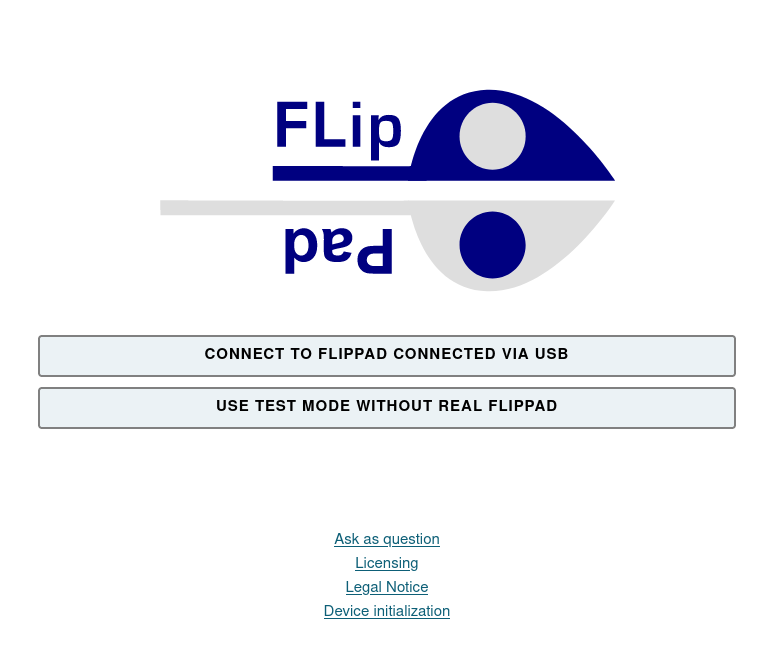 FLip
Pad
CONNECT TO FLIPPAD CONNECTED VIA USB
USE TEST MODE WITHOUT REAL FLIPPAD
Ask as question
Licensing
Legal Notice
Device initialization